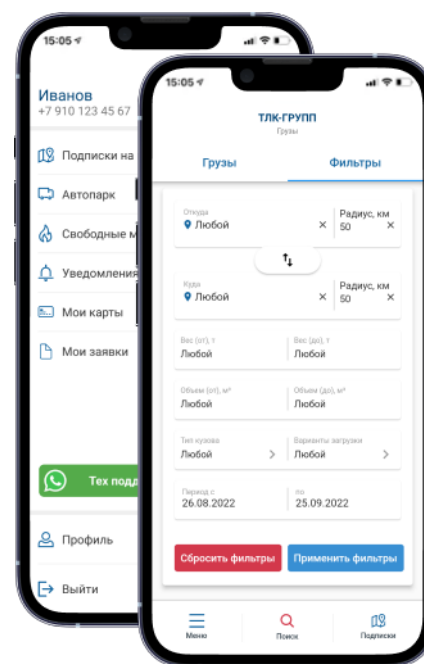 15:05
Иванов
+7 910 123 45 67
Подписки на
Автопарк
Свободные м
Уведомления
Мои карты
Мои заявки
Тех подд
Профиль
Выйти
15:05
ТЛК-ГРУПП
Грузы
Грузы Фильтры
Откуда Радиус, км
Любой × 50 ×
Куда Радиус, км
Любой × 50 ×
Вес (от), т Вес (до), т
Любой Любой
Объем (от), м³ Объем (до), м³
Любой Любой
Тип кузова Варианты загрузки
Любой Любой
Период с по
26.08.2022 25.09.2022
Сбросить фильтры Применить фильтры
Меню Поиск Подписки